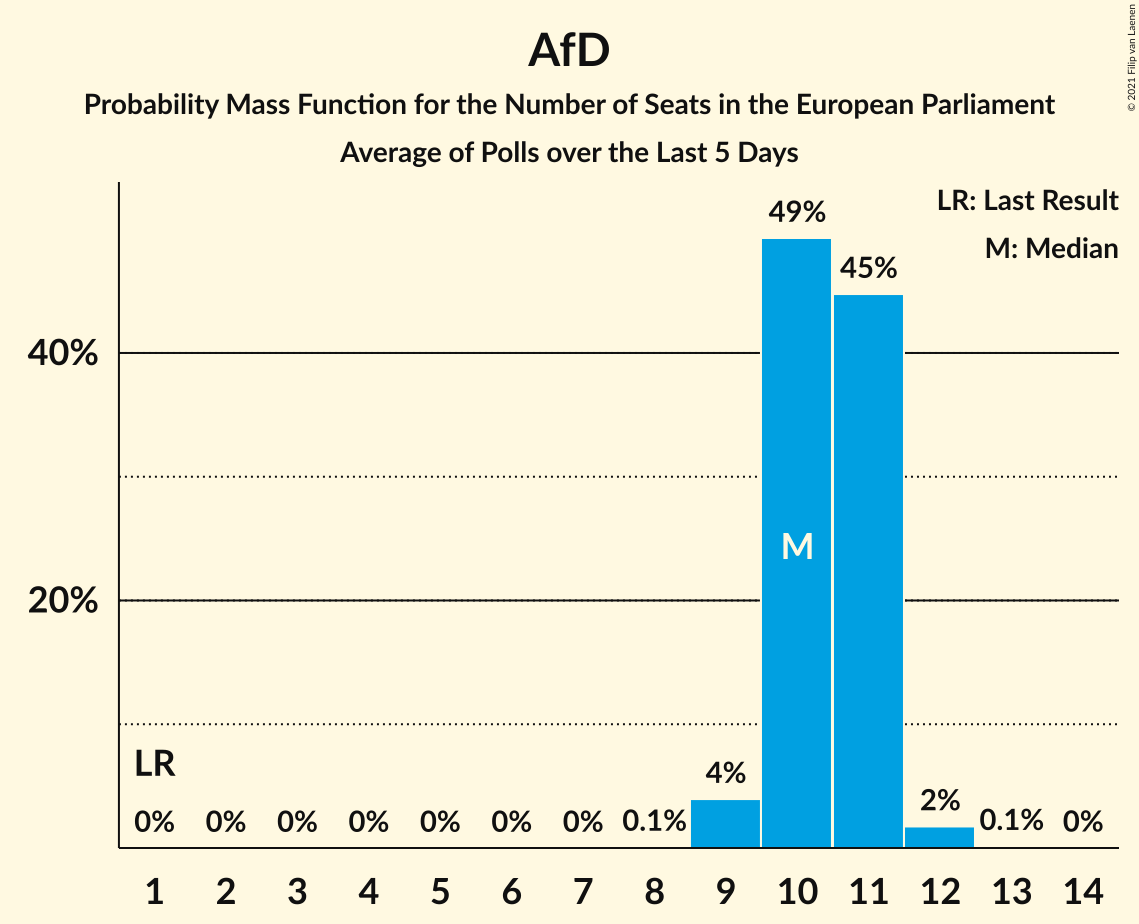 AfD
Probability Mass Function for the Number of Seats in the European Parliament
Average of Polls over the Last 5 Days
© 2021 Filip van Laenen
LR: Last Result
M: Median
49%
45%
40%
M
20%
LR
4%
2%
0% 0% 0% 0% 0% 0% 0% 0.1% 0.1% 0%
1 2 3 4 5 6 7 8 9 10 11 12 13 14